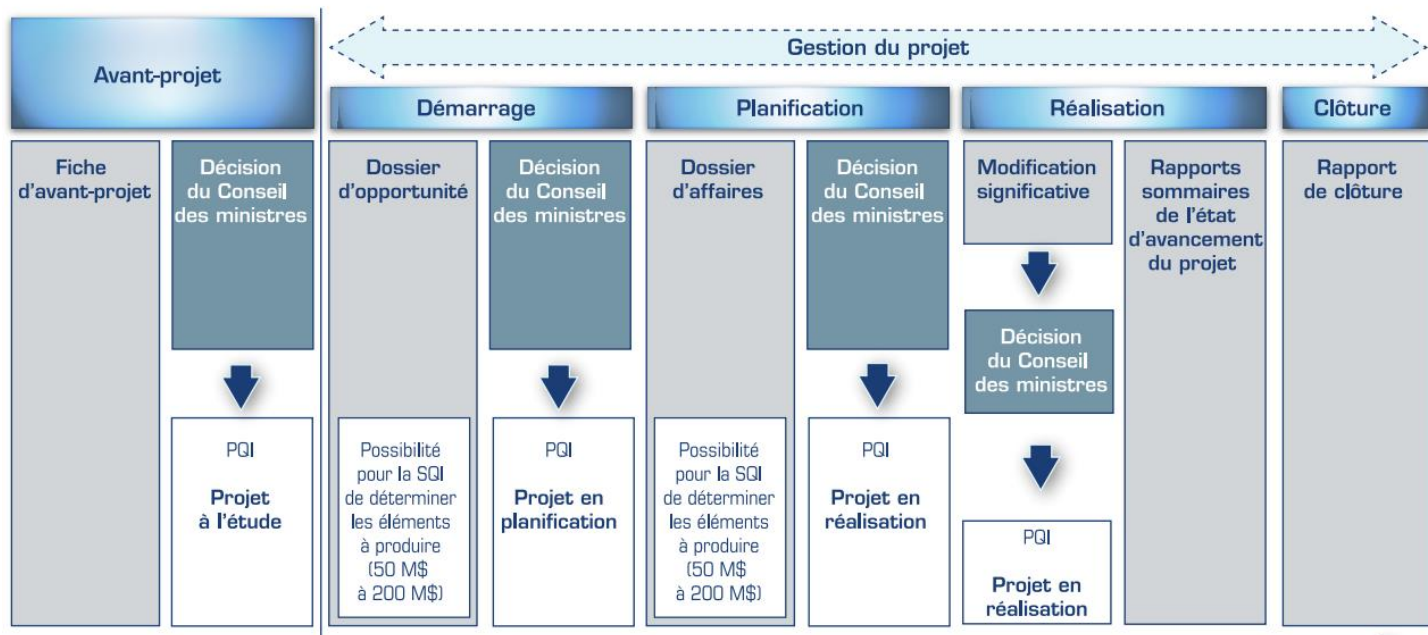 Avant-projet
Gestion du projet
Démarrage
Planification
Réalisation
Clôture
Fiche
d'avant-projet
Décision
du Conseil
des ministres
PQI
Projet
à l'étude
Dossier
d'opportunité
Possibilité
pour la SQI
de déterminer
les éléments
à produire
(50 M$
à 200 M$)
Décision
du Conseil
des ministres
PQI
Projet en
planification
Dossier
d'affaires
Possibilité
pour la SQI
de déterminer
les éléments
à produire
(50 M$
à 200 M$)
Décision
du Conseil
des ministres
PQI
Projet en
réalisation
Modification
significative
Décision
du Conseil
des ministres
PQI
Projet en
réalisation
Rapports
sommaires
de l'état
d'avancement
du projet
Rapport
de clôture